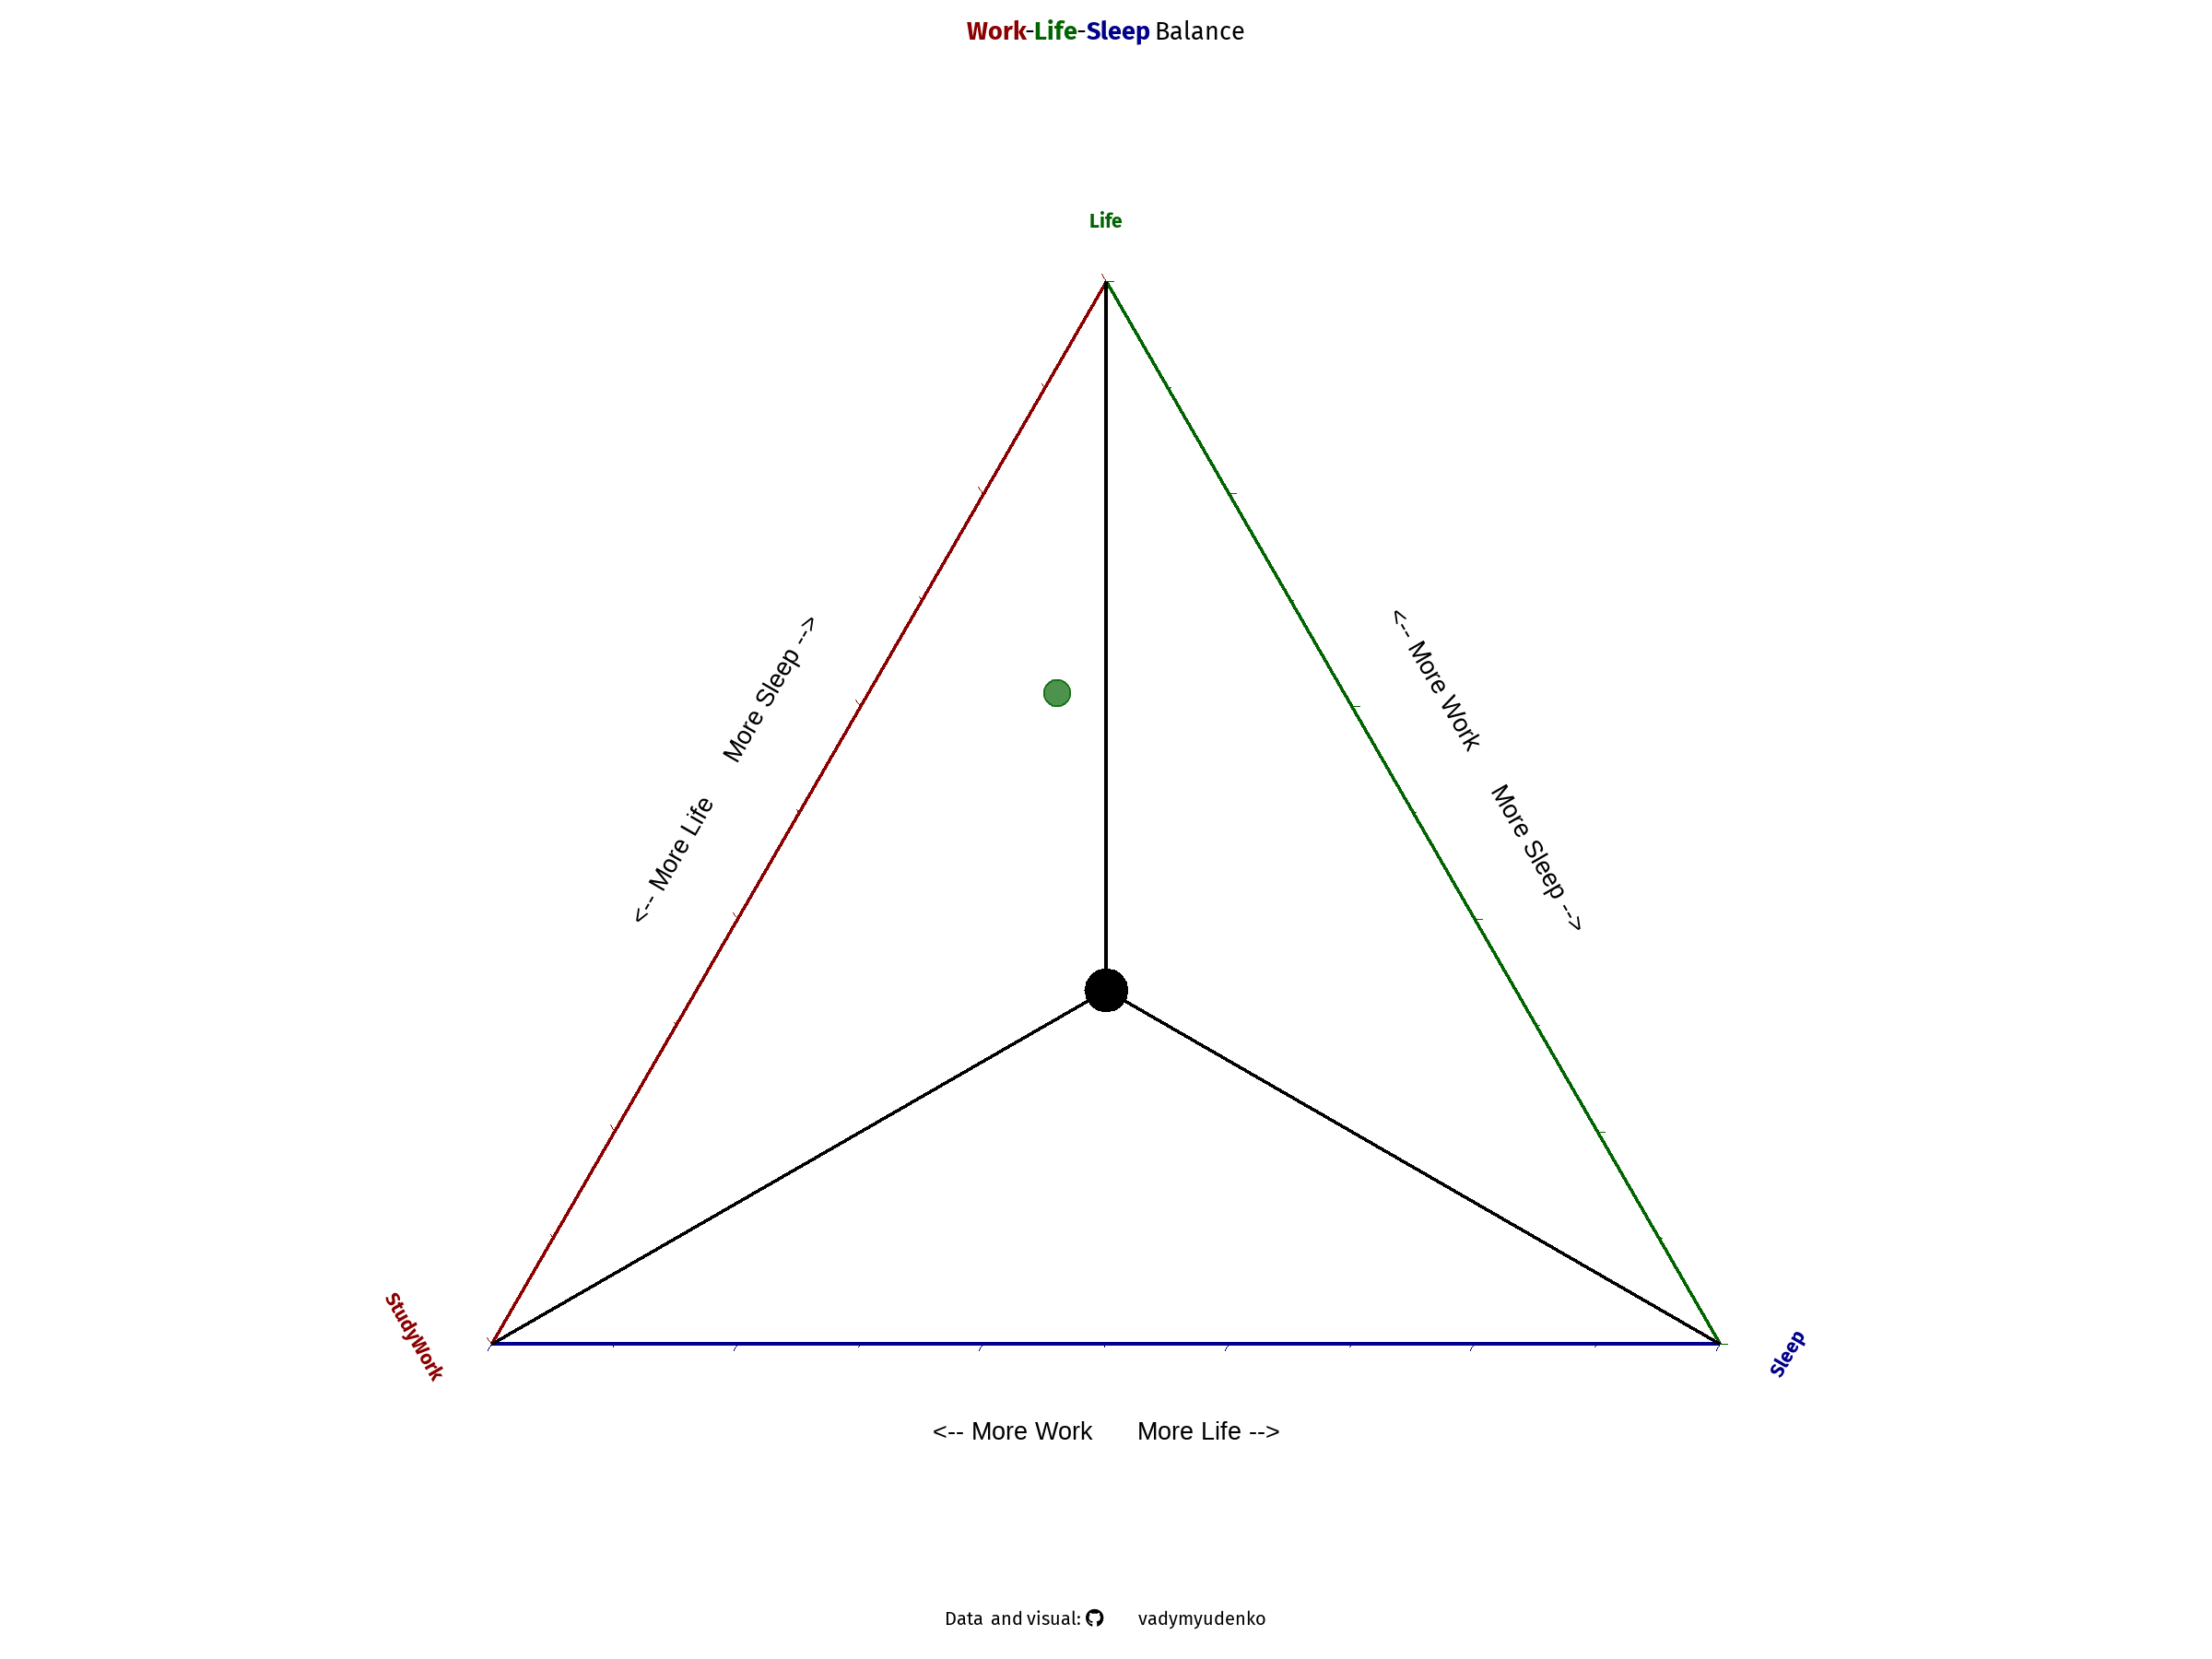 Work-Life-Sleep Balance
Life
<-- More Life       More Sleep -->
<-- More Work       More Sleep -->
StudyWork
Sleep
<-- More Work       More Life -->
Data and visual: vadymyudenko